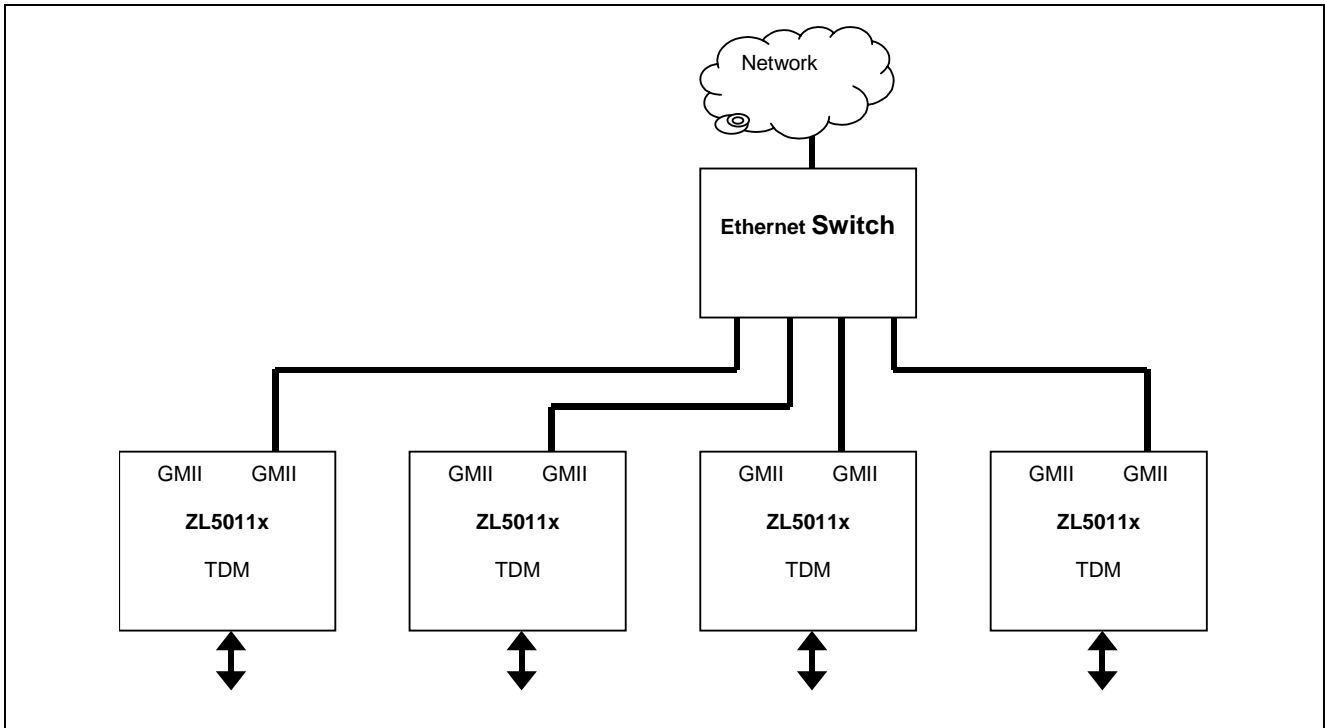 Network
Ethernet Switch
GMII GMII
ZL5011x
TDM
GMII GMII
ZL5011x
TDM
GMII GMII
ZL5011x
TDM
GMII GMII
ZL5011x
TDM